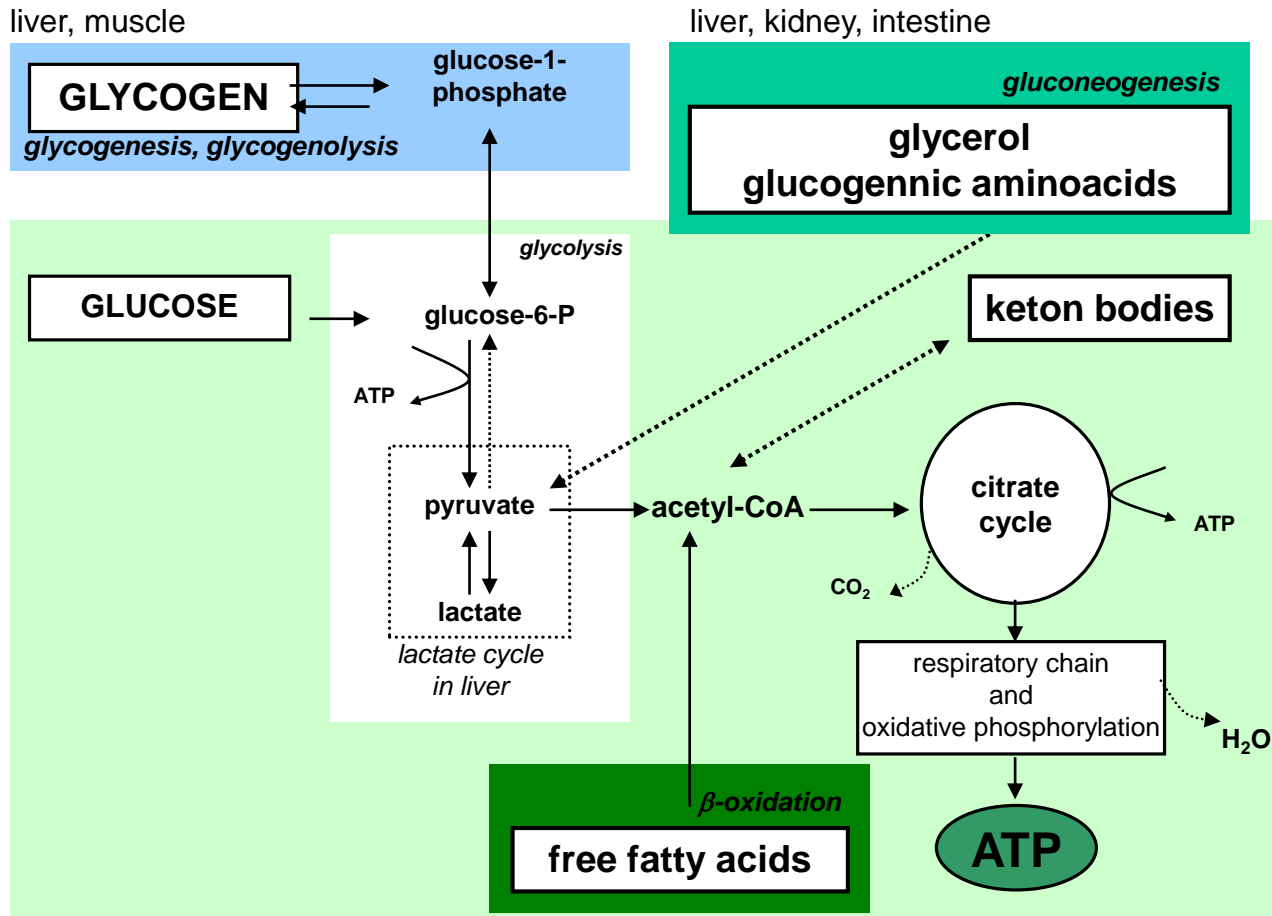 liver, muscle
liver, kidney, intestine
GLYCOGEN
glucose-1-
phosphate
glycogenesis, glycogenolysis
gluconeogenesis
glycerol
glucogennic aminoacids
glycolysis
GLUCOSE
glucose-6-P
keton bodies
ATP
pyruvate
acetyl-CoA
citrate
cycle
ATP
CO₂
lactate
lactate cycle
in liver
respiratory chain
and
oxidative phosphorylation
H₂O
β-oxidation
free fatty acids
ATP